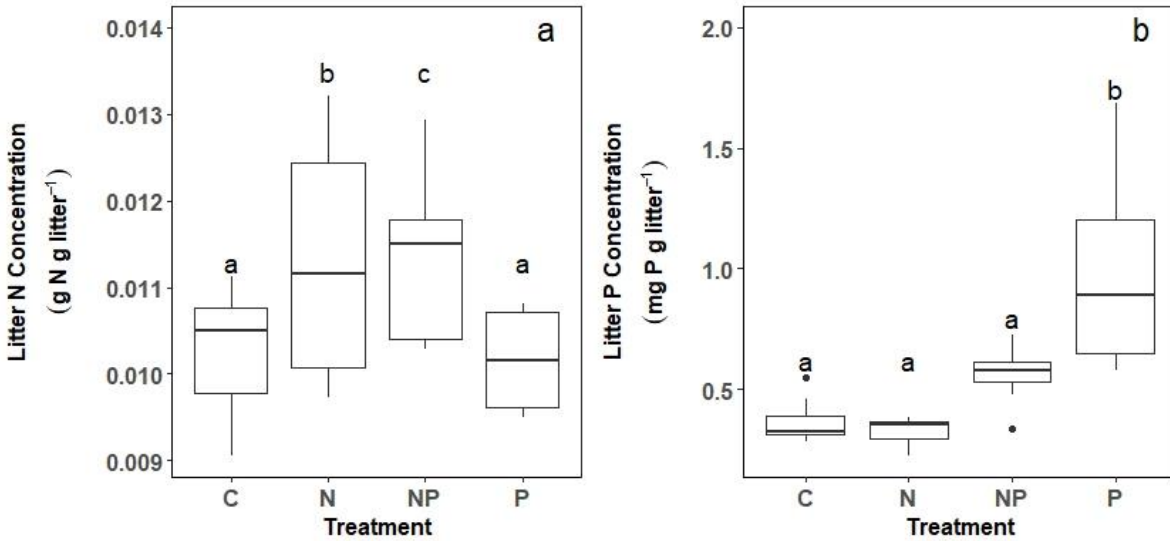 a
0.014
0.013
0.012
0.011
0.010
0.009
Litter N Concentration
(g N g litter⁻¹)
a
b
c
a
C N NP P
Treatment
b
2.0
1.5
1.0
0.5
Litter P Concentration
(mg P g litter⁻¹)
a
a
a
b
C N NP P
Treatment